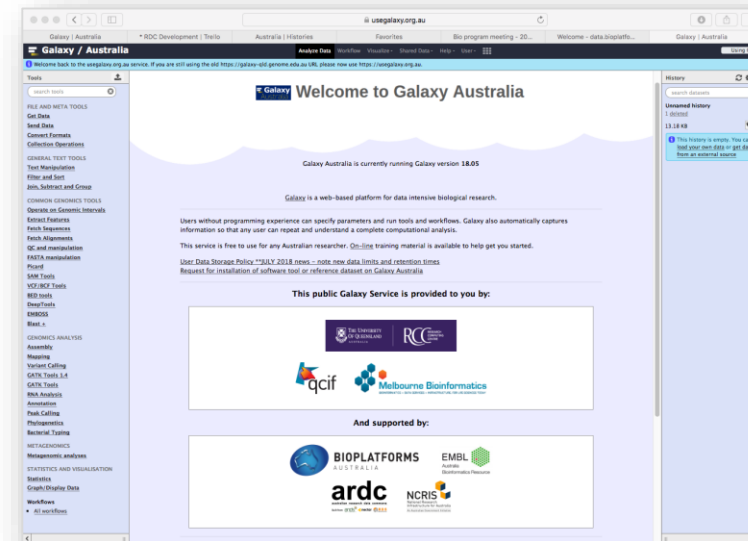 usegalaxy.org.au
Galaxy | Australia
* RDC Development | Trello
Australia | Histories
Favorites
Bio program meeting - 20...
Welcome - data.bioplatfo...
Galaxy | Australia
Galaxy / Australia
Analyze Data Workflow Visualize Shared Data Help User
Using
Welcome back to the usegalaxy.org.au service. If you are still using the old https://galaxy-qld.genome.edu.au URL please now use https://usegalaxy.org.au.
Tools
search tools
FILE AND META TOOLS
Get Data
Send Data
Convert Formats
Collection Operations
GENERAL TEXT TOOLS
Text Manipulation
Filter and Sort
Join, Subtract and Group
COMMON GENOMICS TOOLS
Operate on Genomic Intervals
Extract Features
Fetch Sequences
Fetch Alignments
QC and manipulation
FASTA manipulation
Picard
SAM Tools
VCF/BCF Tools
BED tools
DeepTools
EMBOSS
Blast +
GENOMICS ANALYSIS
Assembly
Mapping
Variant Calling
GATK Tools 1.4
GATK Tools
RNA Analysis
Annotation
Peak Calling
Phylogenetics
Bacterial Typing
METAGENOMICS
Metagenomic analyses
STATISTICS AND VISUALISATION
Statistics
Graph/Display Data
Workflows
All workflows
Galaxy Welcome to Galaxy Australia
Galaxy Australia is currently running Galaxy version 18.05
Galaxy is a web-based platform for data intensive biological research.
Users without programming experience can specify parameters and run tools and workflows. Galaxy also automatically captures
information so that any user can repeat and understand a complete computational analysis.
This service is free to use for any Australian researcher. On-line training material is available to help get you started.
User Data Storage Policy **JULY 2018 news - note new data limits and retention times
Request for installation of software tool or reference dataset on Galaxy Australia
This public Galaxy Service is provided to you by:
THE UNIVERSITY
OF QUEENSLAND
AUSTRALIA
RCC
qcif
Melbourne Bioinformatics
And supported by:
BIOPLATFORMS
AUSTRALIA
EMBL
Australia
Bioinformatics Resource
ardc
NCRIS
History
search datasets
Unnamed history
1 deleted
13.18 KB
This history is empty. You can
load your own data or get da
from an external source